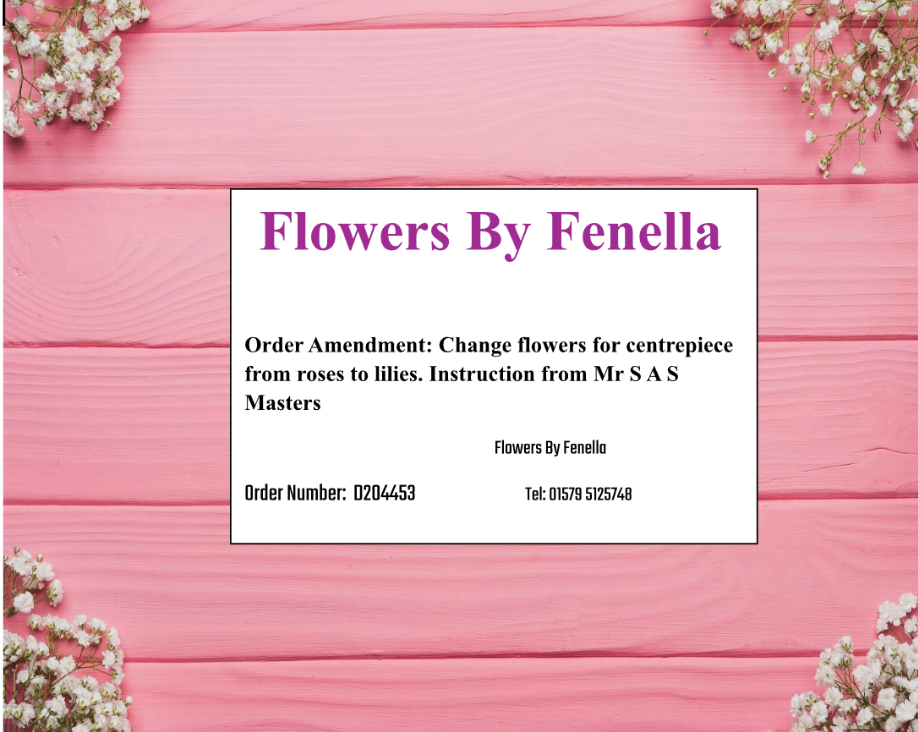 Flowers By Fenella
Order Amendment: Change flowers for centrepiece
from roses to lilies. Instruction from Mr S A S
Masters
Flowers By Fenella
Order Number: D204453
Tel: 01579 5125748